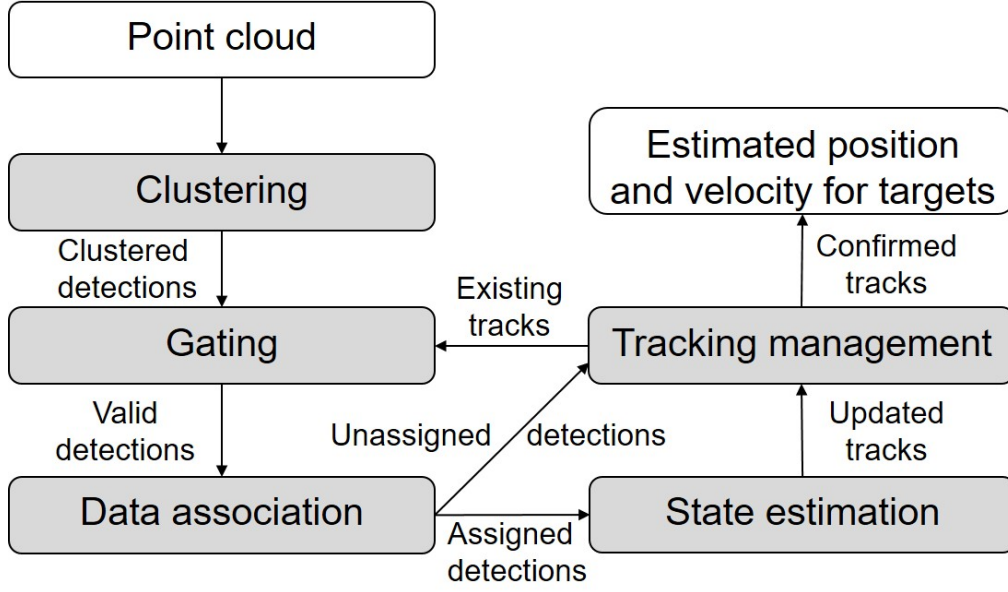 Point cloud
Clustering
Clustered
detections
Gating
Valid
detections
Data association
Existing
tracks
Unassigned detections
Assigned
detections
Estimated position
and velocity for targets
Confirmed
tracks
Tracking management
Updated
tracks
State estimation